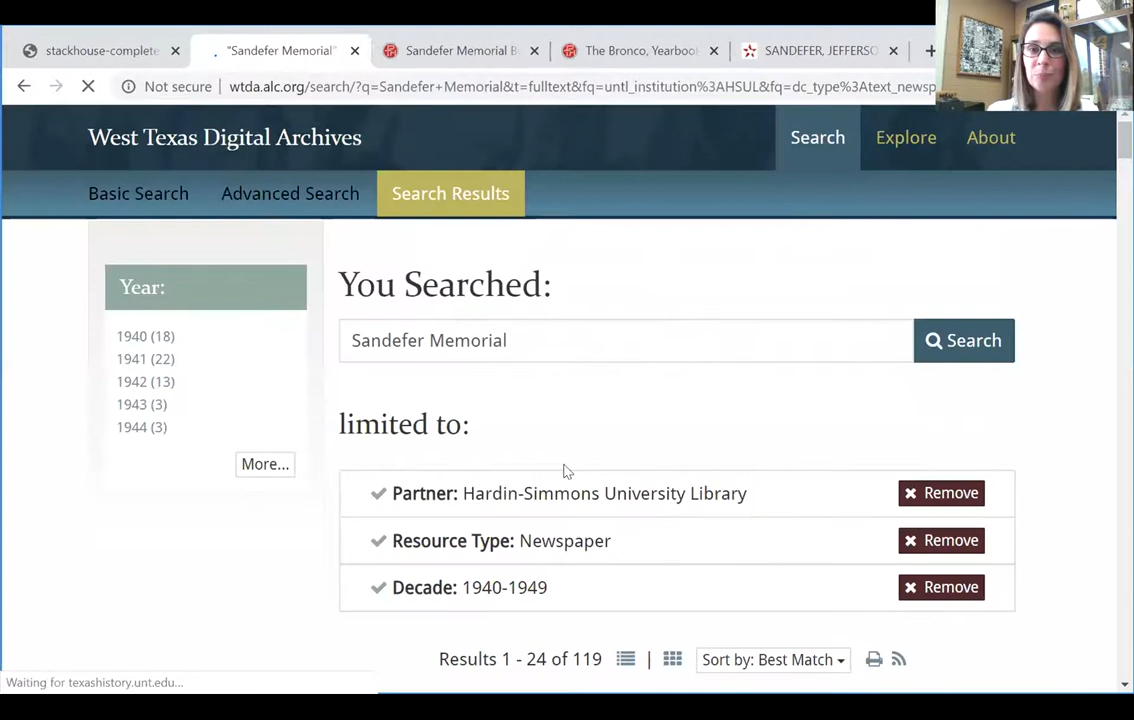 stackhouse-complete
"Sandefer Memorial"
Sandefer Memorial B
The Bronco, Yearboo
SANDEFER, JEFFERSO
Not secure
wtda.alc.org/search/?q=Sandefer+Memorial&t=fulltext&fq=untl_institution%3AHSUL&fq=dc_type%3Atext_newsp
West Texas Digital Archives
Search
Explore
About
Basic Search
Advanced Search
Search Results
Year:
1940 (18)
1941 (22)
1942 (13)
1943 (3)
1944 (3)
More...
You Searched:
Sandefer Memorial
Search
limited to:
Partner: Hardin-Simmons University Library
Remove
Resource Type: Newspaper
Remove
Decade: 1940-1949
Remove
Results 1 - 24 of 119
|
Sort by: Best Match
Waiting for texashistory.unt.edu...